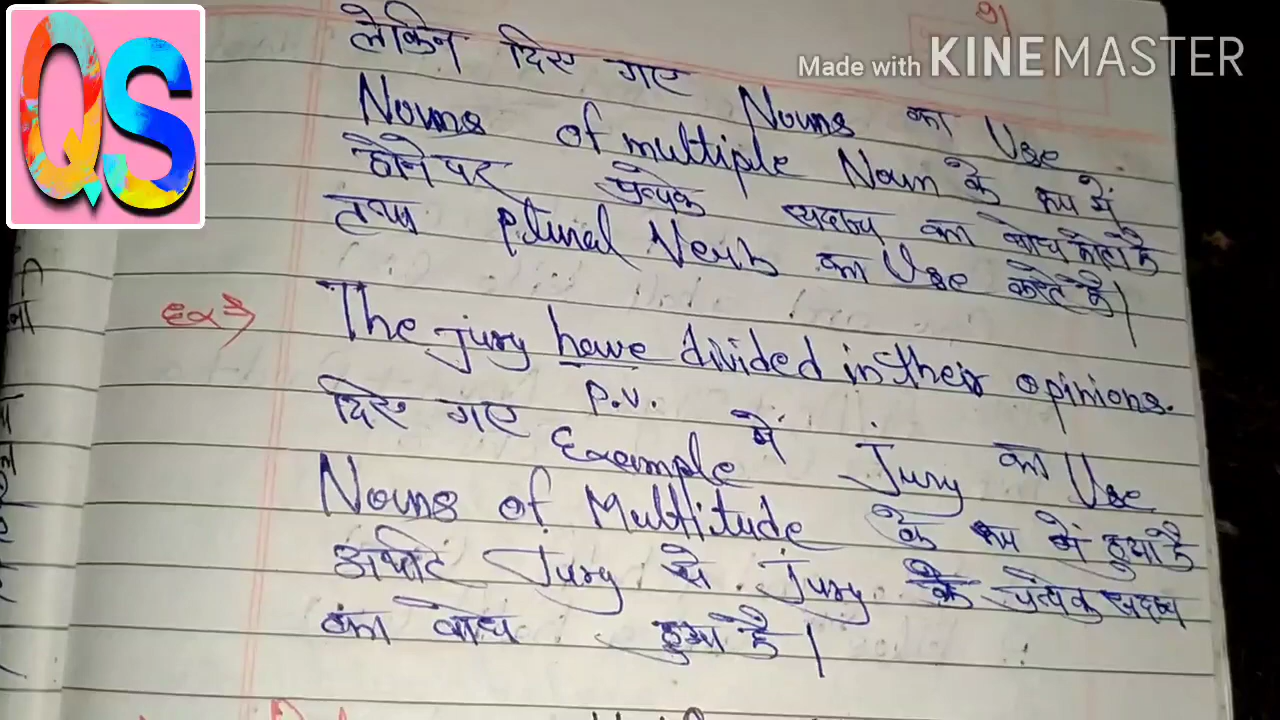 QS
Made with KINEMASTER
लेकिन दिए गए Nouns का Use
Nouns of multiple Noun के रूप में
होने पर प्रत्येक सदस्य का बोध होता है
तथा plural Verb का Use करते हैं।
Ex ⇒ The jury have divided in their opinions.
P.V.
दिए गए Example में Jury का Use
Nouns of Multitude के रूप में हुआ है
अर्थात Jury से Jury के प्रत्येक सदस्य
का बोध हुआ है।